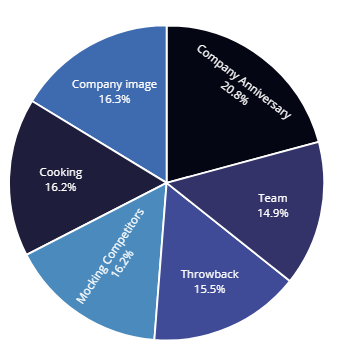 Company Anniversary
20.8%
Company image
16.3%
Cooking
16.2%
Team
14.9%
Mocking Competitors
16.2%
Throwback
15.5%